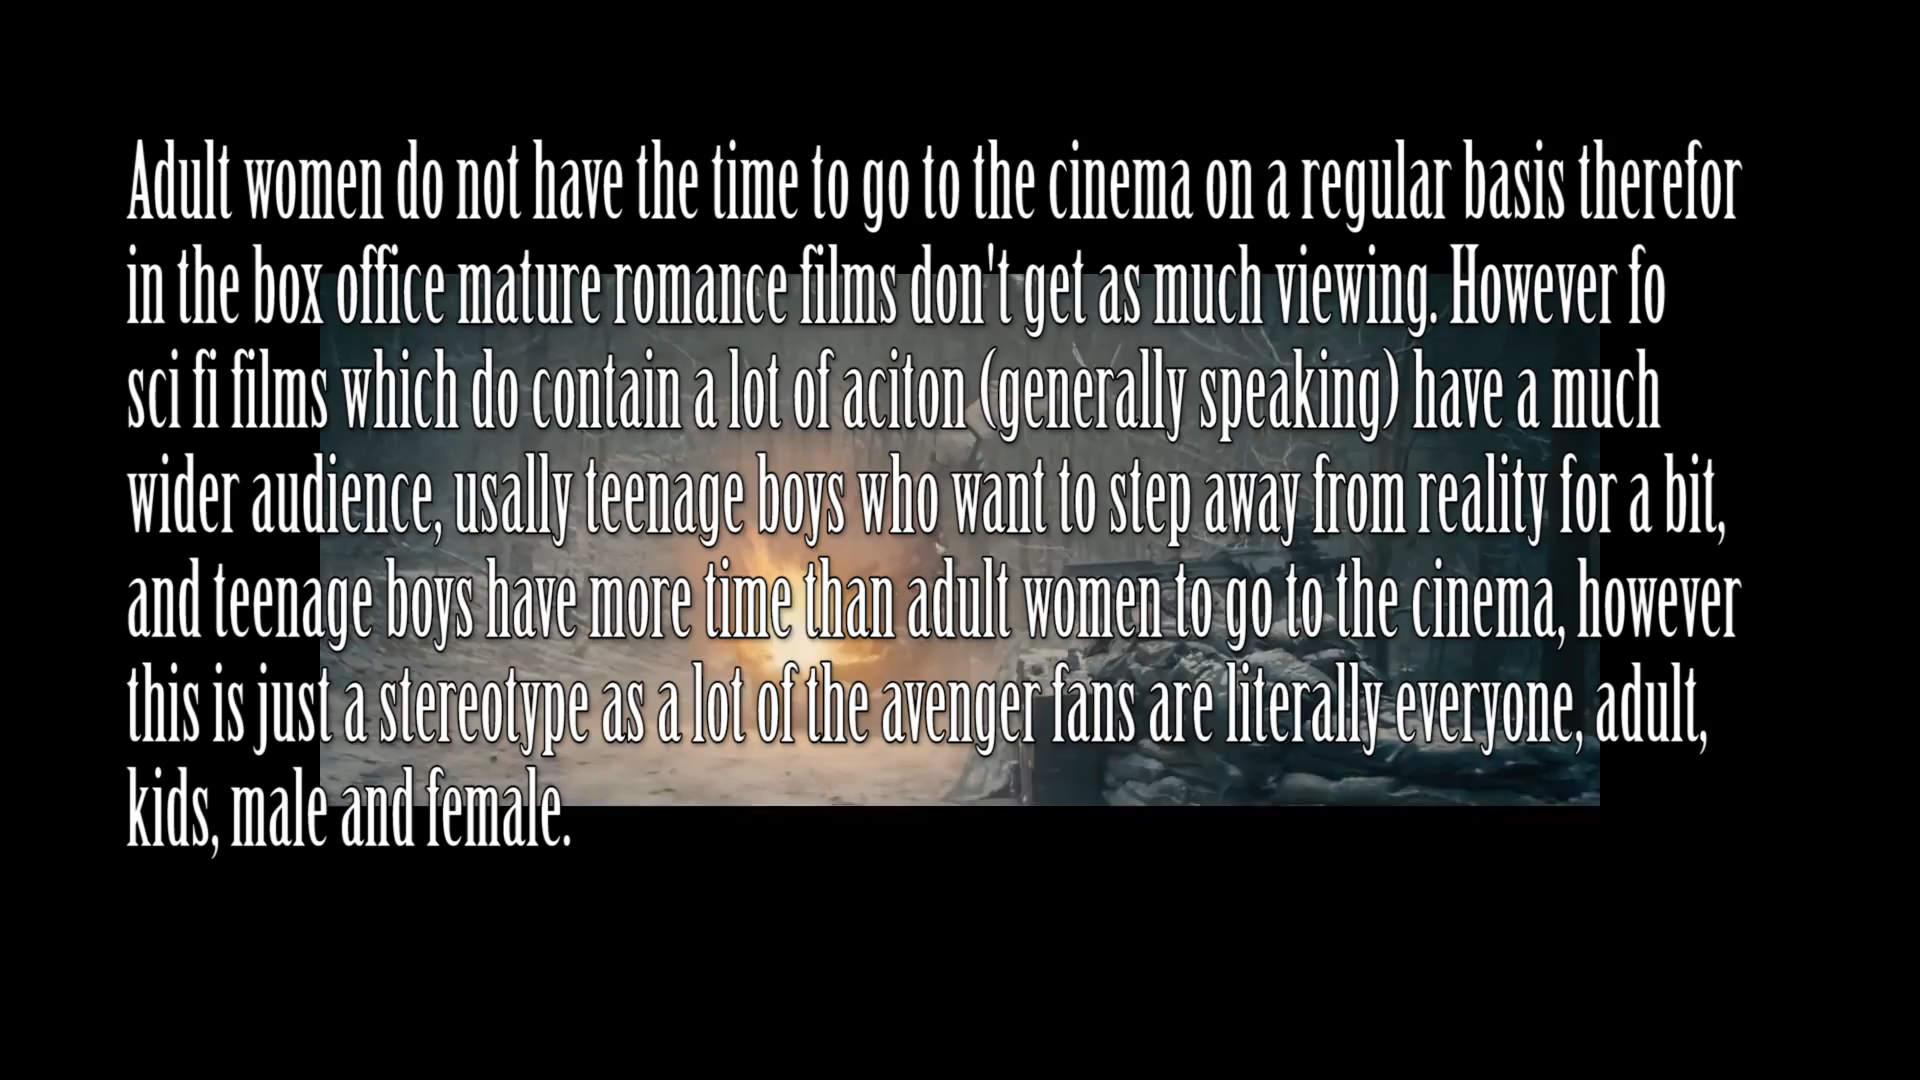 Adult women do not have the time to go to the cinema on a regular basis therefor
in the box office mature romance films don't get as much viewing. However fo
sci fi films which do contain a lot of aciton (generally speaking) have a much
wider audience, usally teenage boys who want to step away from reality for a bit,
and teenage boys have more time than adult women to go to the cinema, however
this is just a stereotype as a lot of the avenger fans are literally everyone, adult,
kids, male and female.